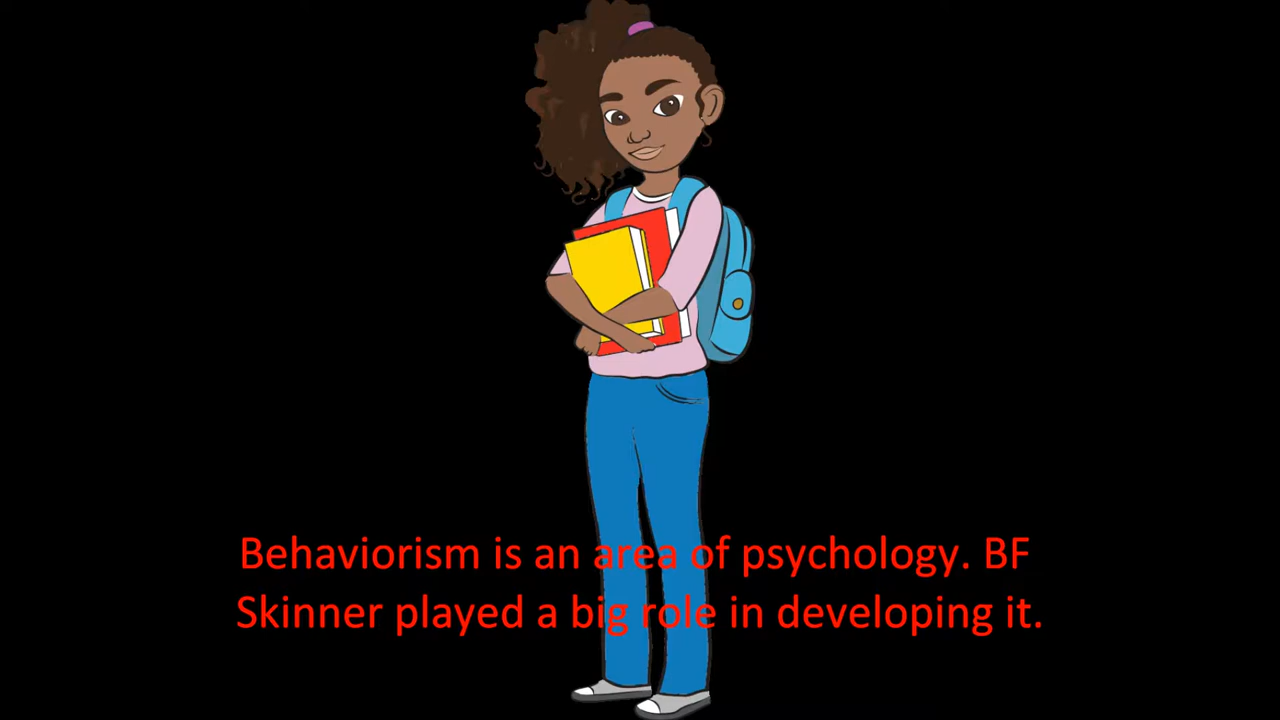 Behaviorism is an area of psychology. BF
Skinner played a big role in developing it.